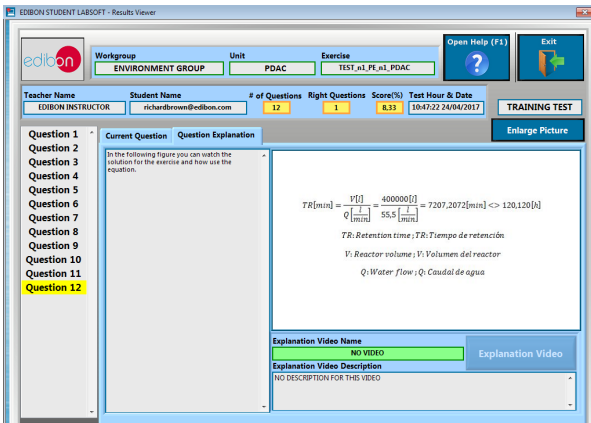 EDIBON STUDENT LABSOFT - Results Viewer
edibon
Workgroup Unit Exercise
ENVIRONMENT GROUP PDAC TEST_n1_PE_n1_PDAC
Open Help (F1) Exit
?
Teacher Name Student Name # of Questions Right Questions Score(%) Test Hour & Date
EDIBON INSTRUCTOR richardbrown@edibon.com 12 1 8,33 10:47:22 24/04/2017 TRAINING TEST
Enlarge Picture
Question 1
Question 2
Question 3
Question 4
Question 5
Question 6
Question 7
Question 8
Question 9
Question 10
Question 11
Question 12
Current Question Question Explanation
In the following figure you can watch the
solution for the exercise and how use the
equation.
TR[min] = V[l] / Q[l/min] = 400000[l] / 55,5 [l/min] = 7207,2072[min] <> 120,120[h]
TR: Retention time ; TR: Tiempo de retención
V: Reactor volume ; V: Volumen del reactor
Q: Water flow ; Q: Caudal de agua
Explanation Video Name
NO VIDEO
Explanation Video
Explanation Video Description
NO DESCRIPTION FOR THIS VIDEO